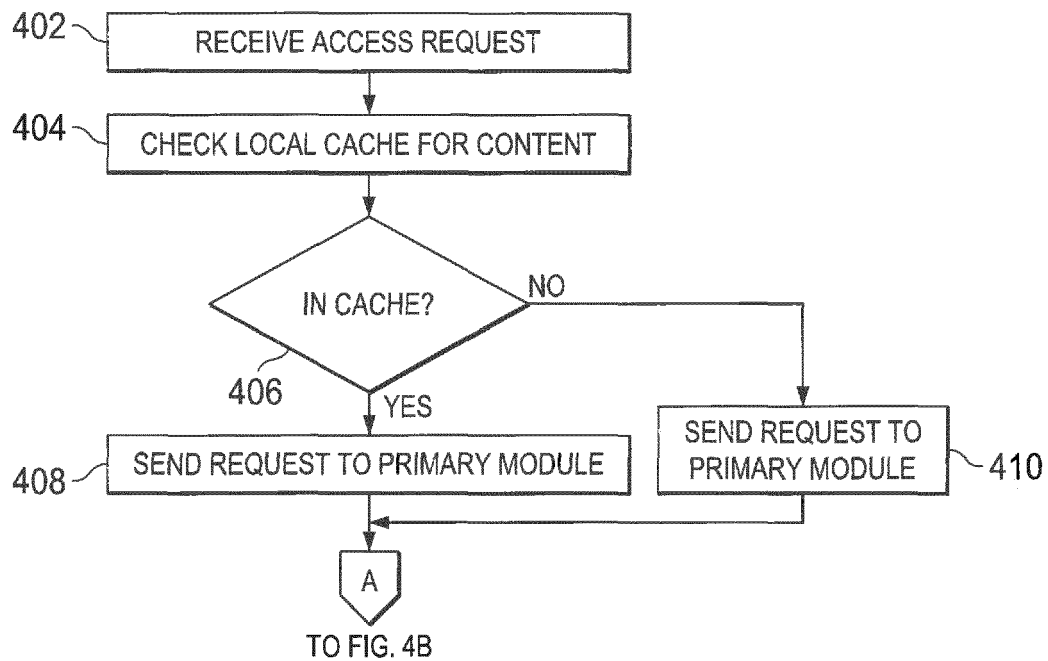 402
RECEIVE ACCESS REQUEST
404
CHECK LOCAL CACHE FOR CONTENT
IN CACHE?
NO
406
YES
408
SEND REQUEST TO PRIMARY MODULE
SEND REQUEST TO
PRIMARY MODULE
410
A
TO FIG. 4B